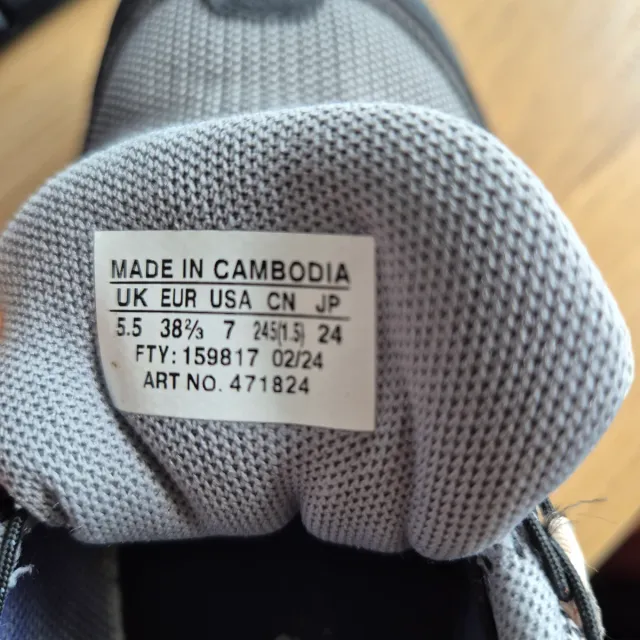 MADE IN CAMBODIA
UK EUR USA CN JP
5.5 38⅔ 7 245(1.5) 24
FTY: 159817 02/24
ART NO. 471824